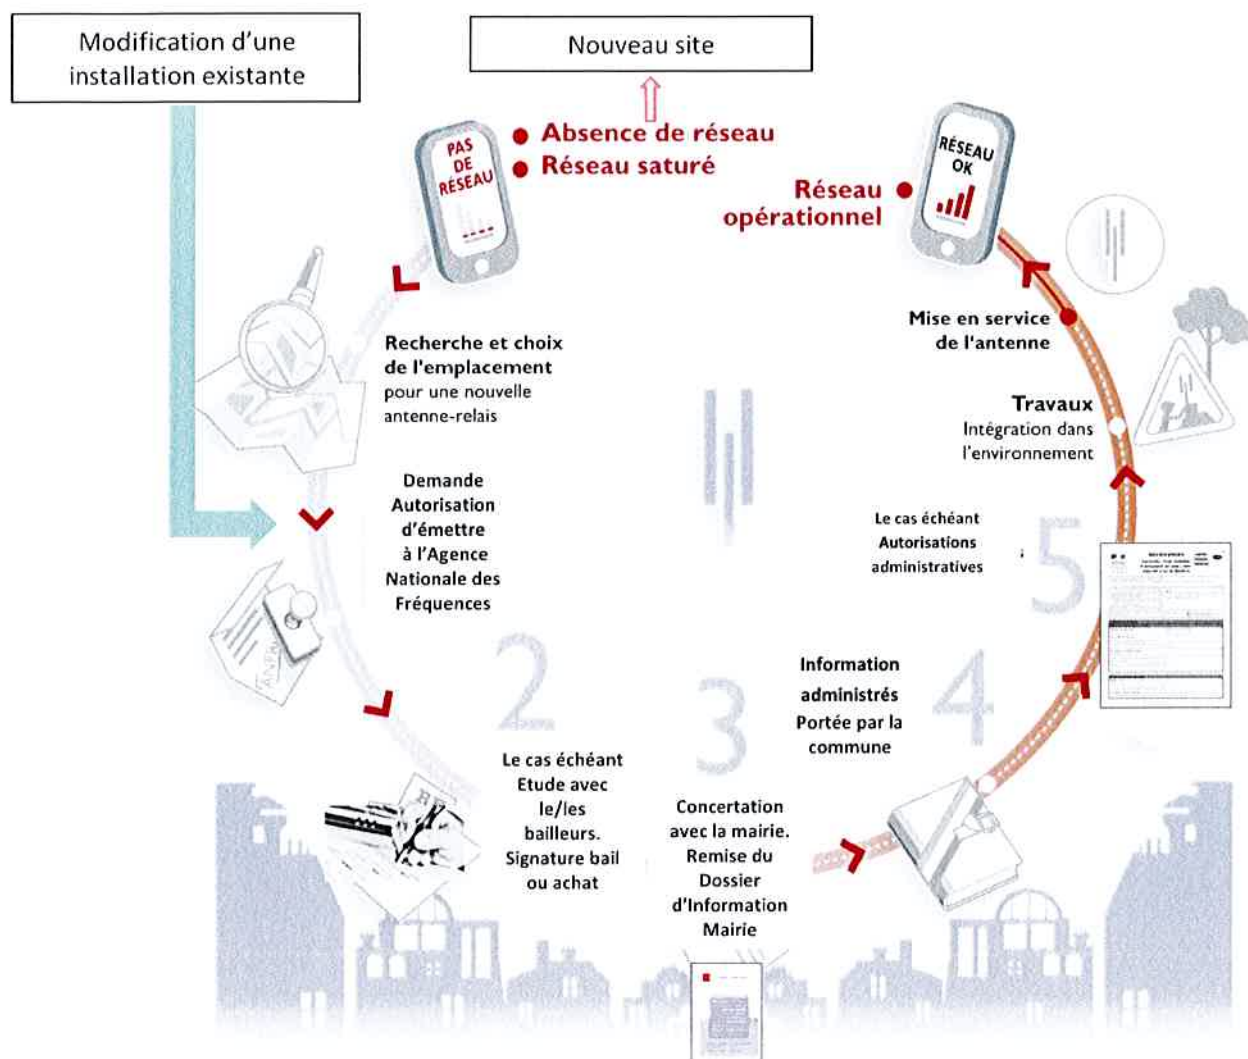 Modification d'une
installation existante
Nouveau site
PAS
DE
RÉSEAU
Absence de réseau
Réseau saturé
RÉSEAU
OK
Réseau
opérationnel
Recherche et choix
de l'emplacement
pour une nouvelle
antenne-relais
Demande
Autorisation
d'émettre
à l'Agence
Nationale des
Fréquences
ANFR
2
Le cas échéant
Etude avec
le/les
bailleurs.
Signature bail
ou achat
3
Concertation
avec la mairie.
Remise du
Dossier
d'Information
Mairie
4
Information
administrés
Portée par la
commune
5
Le cas échéant
Autorisations
administratives
Travaux
Intégration dans
l'environnement
Mise en service
de l'antenne